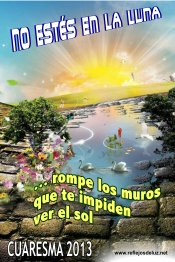 NO ESTÉS EN LA LUNA
... rompe los muros
que te impiden
ver el sol
CUARESMA 2013
www.reflejosdeluz.net